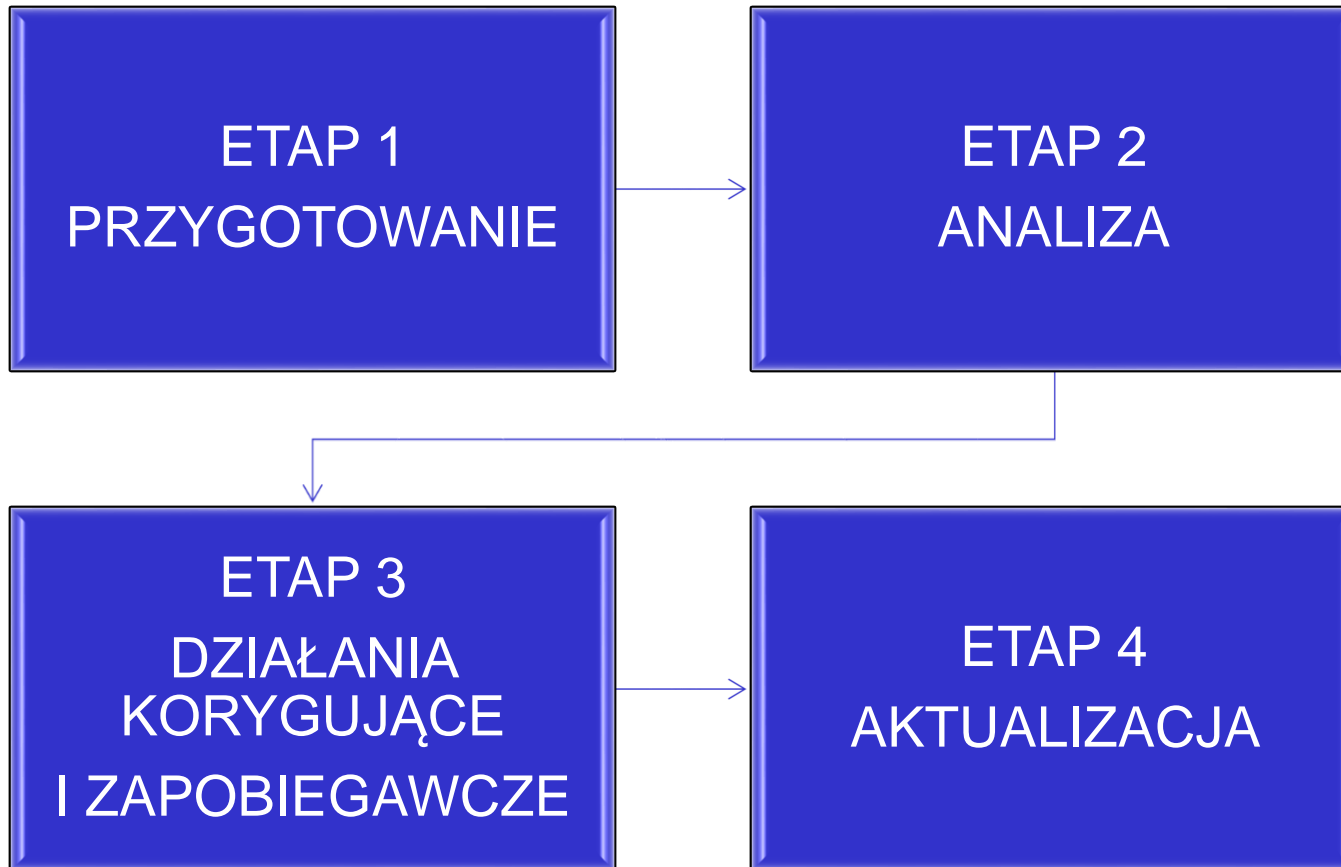 ETAP 1
PRZYGOTOWANIE
ETAP 2
ANALIZA
ETAP 3
DZIAŁANIA
KORYGUJĄCE
I ZAPOBIEGAWCZE
ETAP 4
AKTUALIZACJA